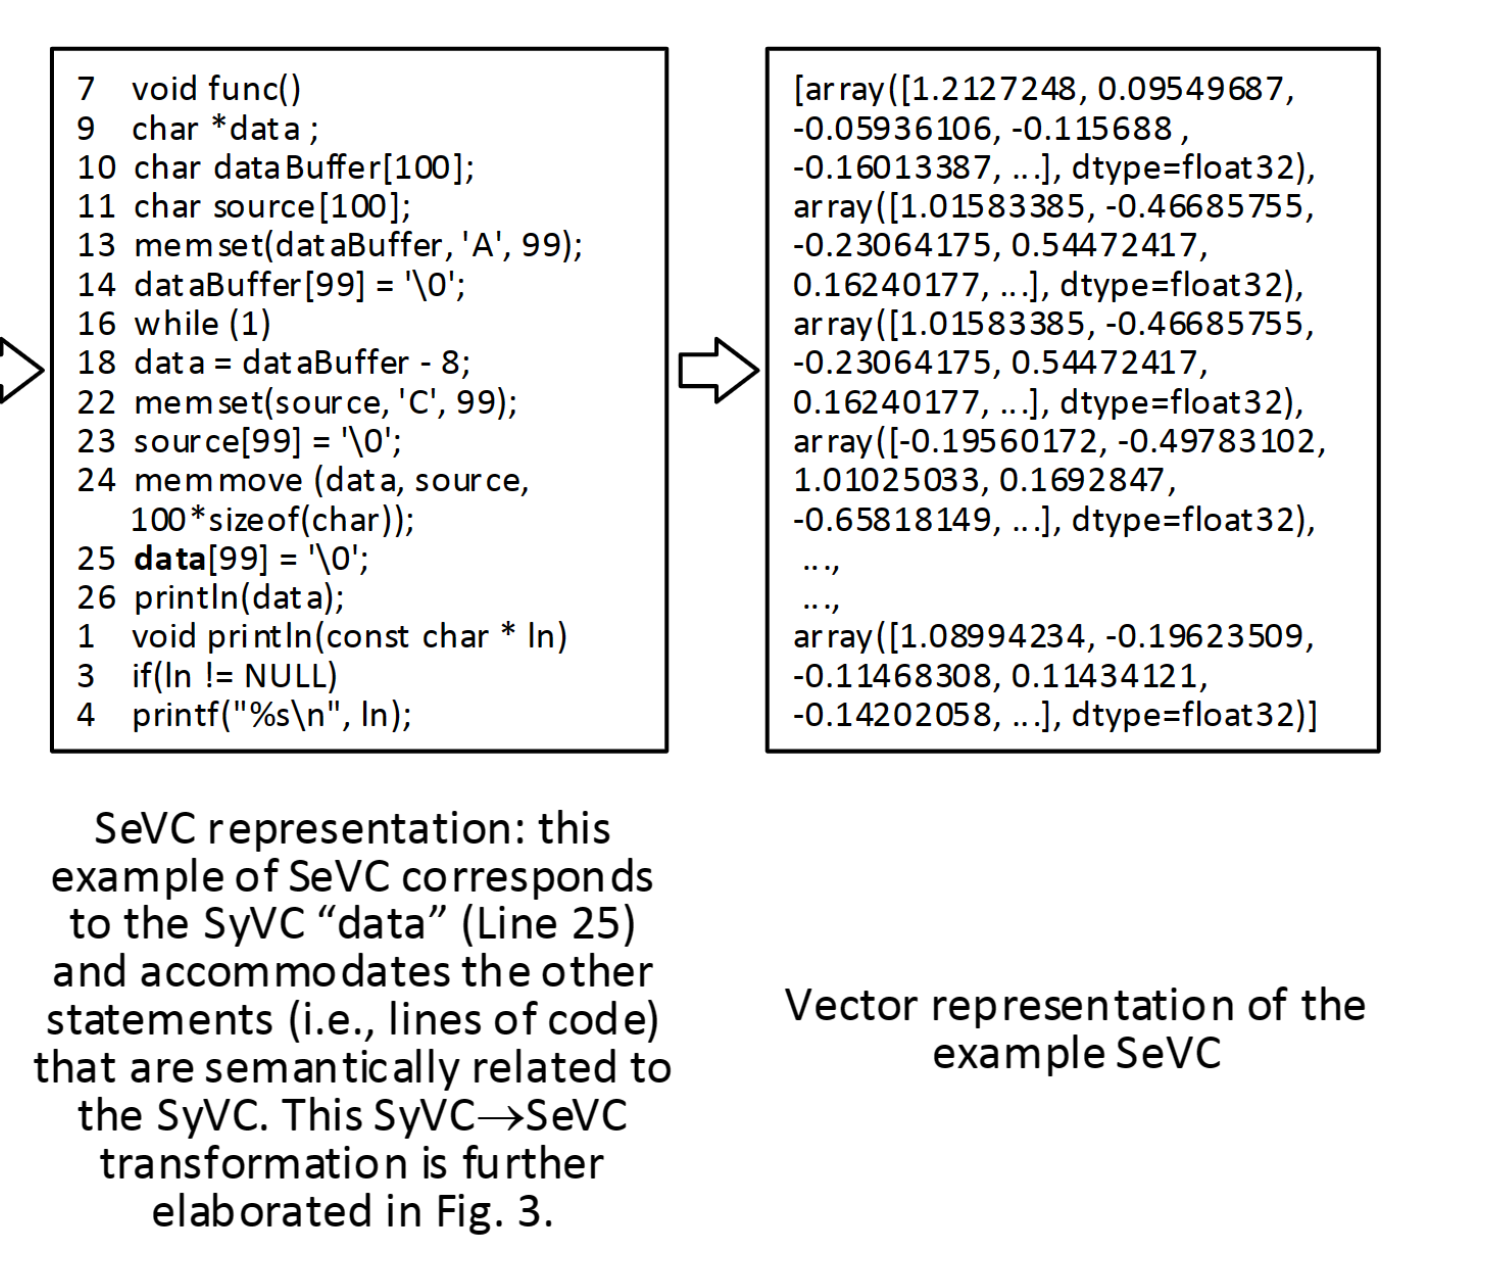 7 void func()
9 char *data ;
10 char dataBuffer[100];
11 char source[100];
13 memset(dataBuffer, 'A', 99);
14 dataBuffer[99] = '\0';
16 while (1)
18 data = dataBuffer - 8;
22 memset(source, 'C', 99);
23 source[99] = '\0';
24 memmove (data, source,
100*sizeof(char));
25 data[99] = '\0';
26 println(data);
1 void println(const char * ln)
3 if(ln != NULL)
4 printf("%s\n", ln);
SeVC representation: this
example of SeVC corresponds
to the SyVC “data” (Line 25)
and accommodates the other
statements (i.e., lines of code)
that are semantically related to
the SyVC. This SyVC→SeVC
transformation is further
elaborated in Fig. 3.
[array([1.2127248, 0.09549687,
-0.05936106, -0.115688 ,
-0.16013387, ...], dtype=float32),
array([1.01583385, -0.46685755,
-0.23064175, 0.54472417,
0.16240177, ...], dtype=float32),
array([1.01583385, -0.46685755,
-0.23064175, 0.54472417,
0.16240177, ...], dtype=float32),
array([-0.19560172, -0.49783102,
1.01025033, 0.1692847,
-0.65818149, ...], dtype=float32),
...,
...,
array([1.08994234, -0.19623509,
-0.11468308, 0.11434121,
-0.14202058, ...], dtype=float32)]
Vector representation of the
example SeVC